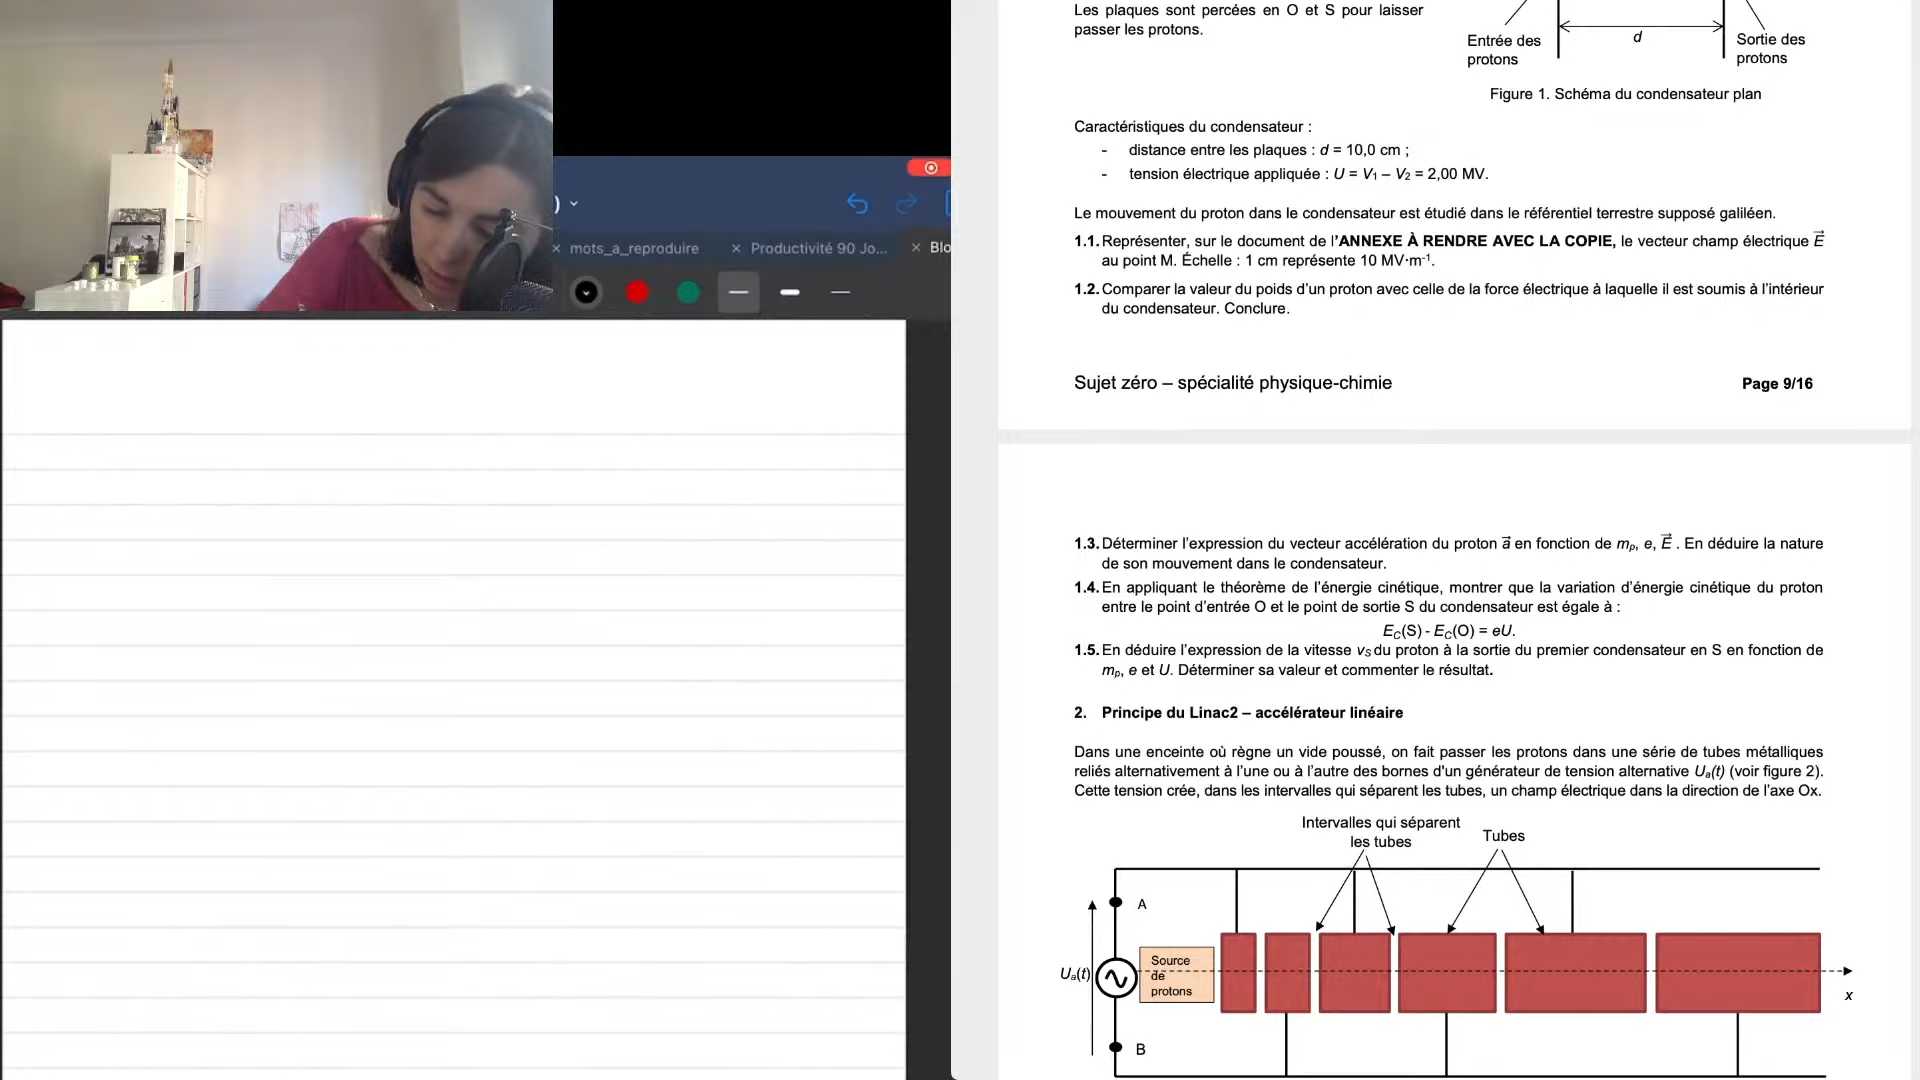 )
mots_a_reproduire
Productivité 90 Jo...
Blo
Les plaques sont percées en O et S pour laisser
passer les protons.
Entrée des
protons
d
Sortie des
protons
Figure 1. Schéma du condensateur plan
Caractéristiques du condensateur :
- distance entre les plaques : d = 10,0 cm ;
- tension électrique appliquée : U = V₁ – V₂ = 2,00 MV.
Le mouvement du proton dans le condensateur est étudié dans le référentiel terrestre supposé galiléen.
1.1. Représenter, sur le document de l'ANNEXE À RENDRE AVEC LA COPIE, le vecteur champ électrique E⃗
au point M. Échelle : 1 cm représente 10 MV·m⁻¹.
1.2. Comparer la valeur du poids d'un proton avec celle de la force électrique à laquelle il est soumis à l'intérieur
du condensateur. Conclure.
Sujet zéro – spécialité physique-chimie
Page 9/16
1.3. Déterminer l'expression du vecteur accélération du proton a⃗ en fonction de mₚ, e, E⃗ . En déduire la nature
de son mouvement dans le condensateur.
1.4. En appliquant le théorème de l'énergie cinétique, montrer que la variation d'énergie cinétique du proton
entre le point d'entrée O et le point de sortie S du condensateur est égale à :
E_C(S) - E_C(O) = eU.
1.5. En déduire l'expression de la vitesse v_S du proton à la sortie du premier condensateur en S en fonction de
mₚ, e et U. Déterminer sa valeur et commenter le résultat.
2. Principe du Linac2 – accélérateur linéaire
Dans une enceinte où règne un vide poussé, on fait passer les protons dans une série de tubes métalliques
reliés alternativement à l'une ou à l'autre des bornes d'un générateur de tension alternative Uₐ(t) (voir figure 2).
Cette tension crée, dans les intervalles qui séparent les tubes, un champ électrique dans la direction de l'axe Ox.
Intervalles qui séparent
les tubes
Tubes
A
Source
de
protons
Uₐ(t)
x
B